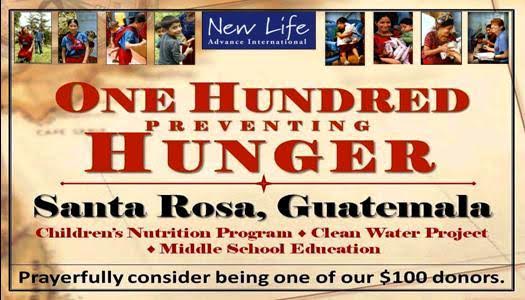 New Life
Advance International
ONE HUNDRED
PREVENTING
HUNGER
Santa Rosa, Guatemala
Children's Nutrition Program ♦ Clean Water Project
♦ Middle School Education
Prayerfully consider being one of our $100 donors.